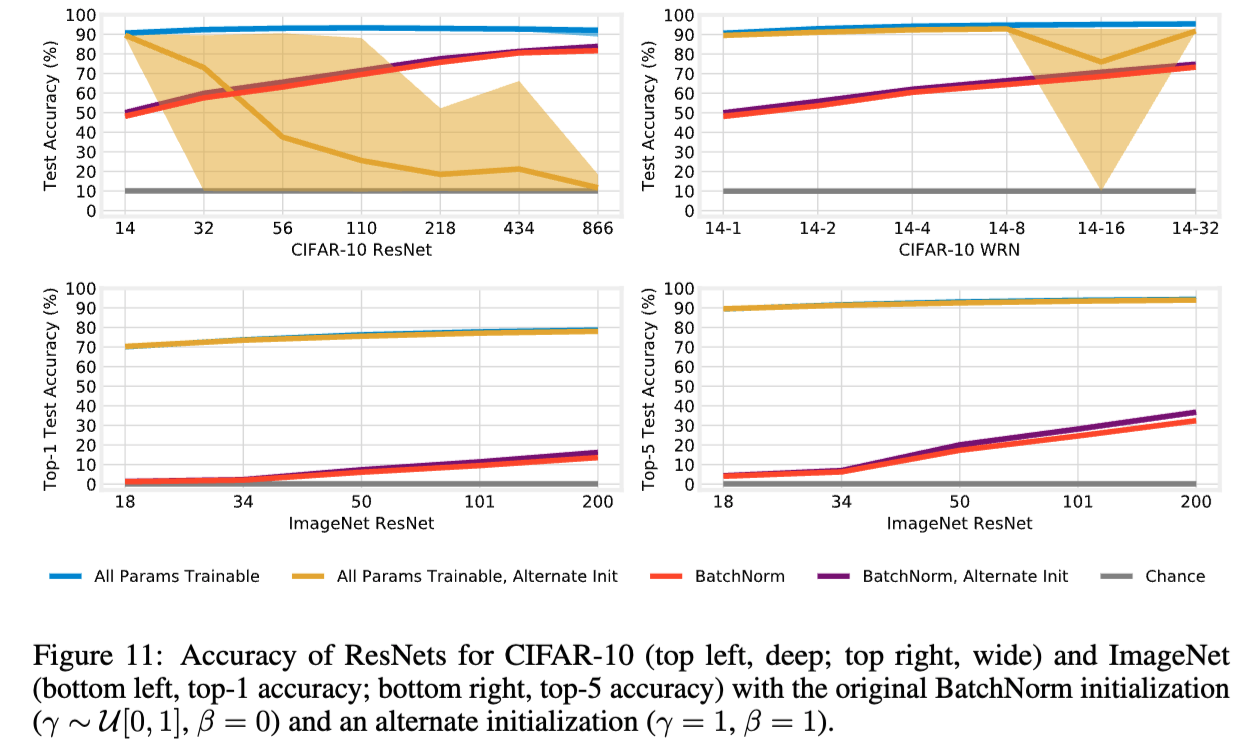 100
90
80
70
60
50
40
30
20
10
0
Test Accuracy (%)
14 32 56 110 218 434 866
CIFAR-10 ResNet
100
90
80
70
60
50
40
30
20
10
0
Test Accuracy (%)
14-1 14-2 14-4 14-8 14-16 14-32
CIFAR-10 WRN
100
90
80
70
60
50
40
30
20
10
0
Top-1 Test Accuracy (%)
18 34 50 101 200
ImageNet ResNet
100
90
80
70
60
50
40
30
20
10
0
Top-5 Test Accuracy (%)
18 34 50 101 200
ImageNet ResNet
All Params Trainable All Params Trainable, Alternate Init BatchNorm BatchNorm, Alternate Init Chance
Figure 11: Accuracy of ResNets for CIFAR-10 (top left, deep; top right, wide) and ImageNet
(bottom left, top-1 accuracy; bottom right, top-5 accuracy) with the original BatchNorm initialization
(γ ∼ 𝒰[0, 1], β = 0) and an alternate initialization (γ = 1, β = 1).